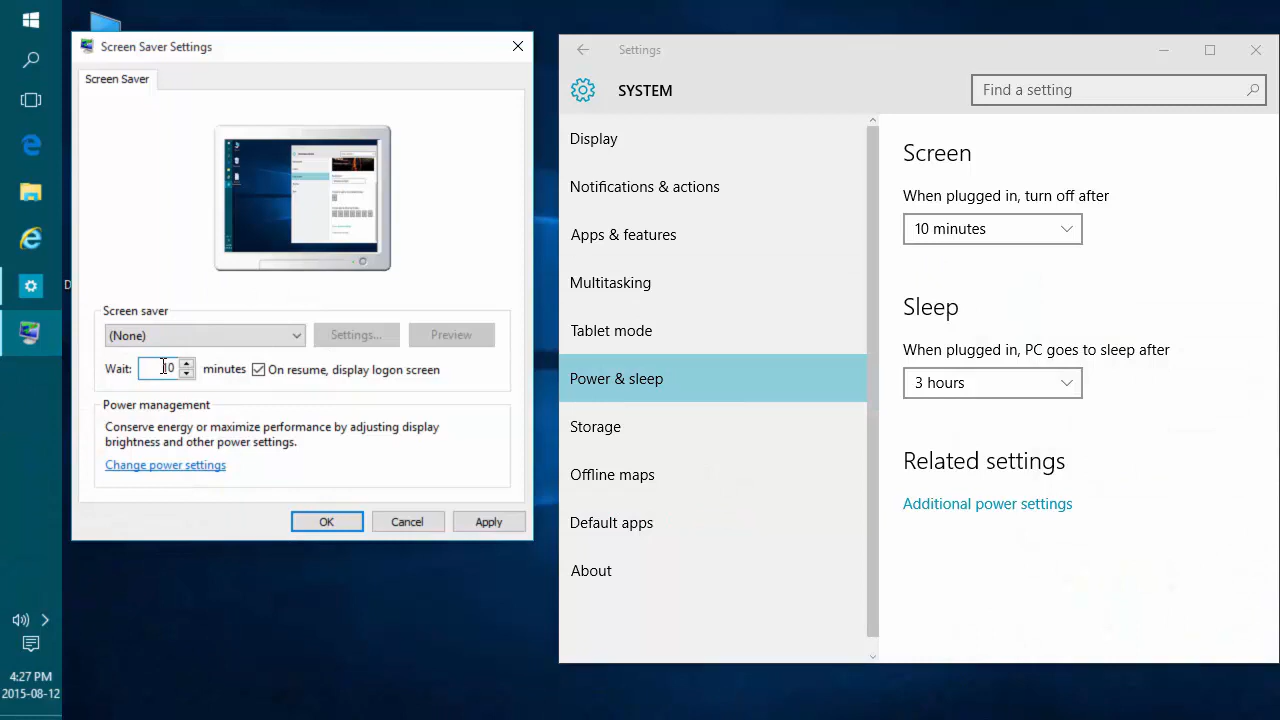 Screen Saver Settings
Screen Saver
Screen saver
(None)
Settings...
Preview
Wait:
10
minutes
On resume, display logon screen
Power management
Conserve energy or maximize performance by adjusting display
brightness and other power settings.
Change power settings
OK
Cancel
Apply
Settings
SYSTEM
Find a setting
Display
Notifications & actions
Apps & features
Multitasking
Tablet mode
Power & sleep
Storage
Offline maps
Default apps
About
Screen
When plugged in, turn off after
10 minutes
Sleep
When plugged in, PC goes to sleep after
3 hours
Related settings
Additional power settings
D
4:27 PM
2015-08-12